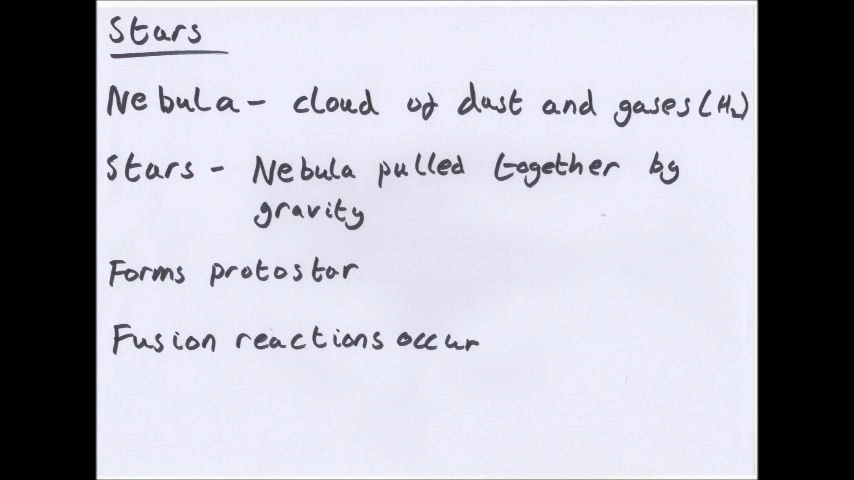 Stars
Nebula - cloud of dust and gases (H₂)
Stars - Nebula pulled together by
gravity
Forms protostar
Fusion reactions occur